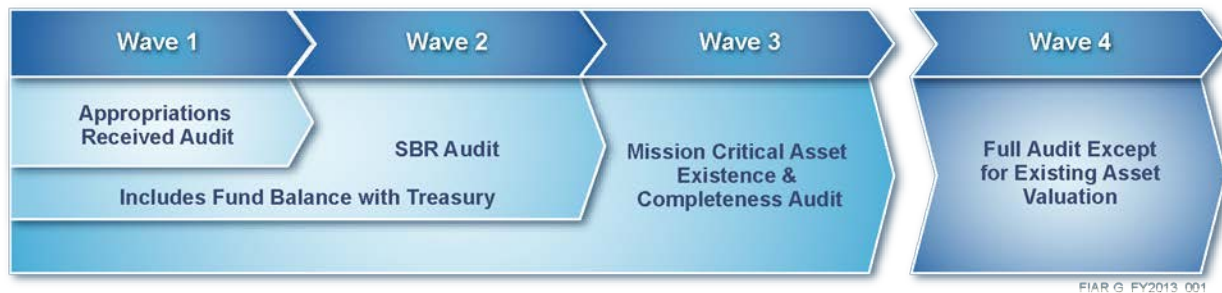 Wave 1
Wave 2
Wave 3
Wave 4
Appropriations
Received Audit
SBR Audit
Includes Fund Balance with Treasury
Mission Critical Asset
Existence &
Completeness Audit
Full Audit Except
for Existing Asset
Valuation
FIAR G_FY2013_001